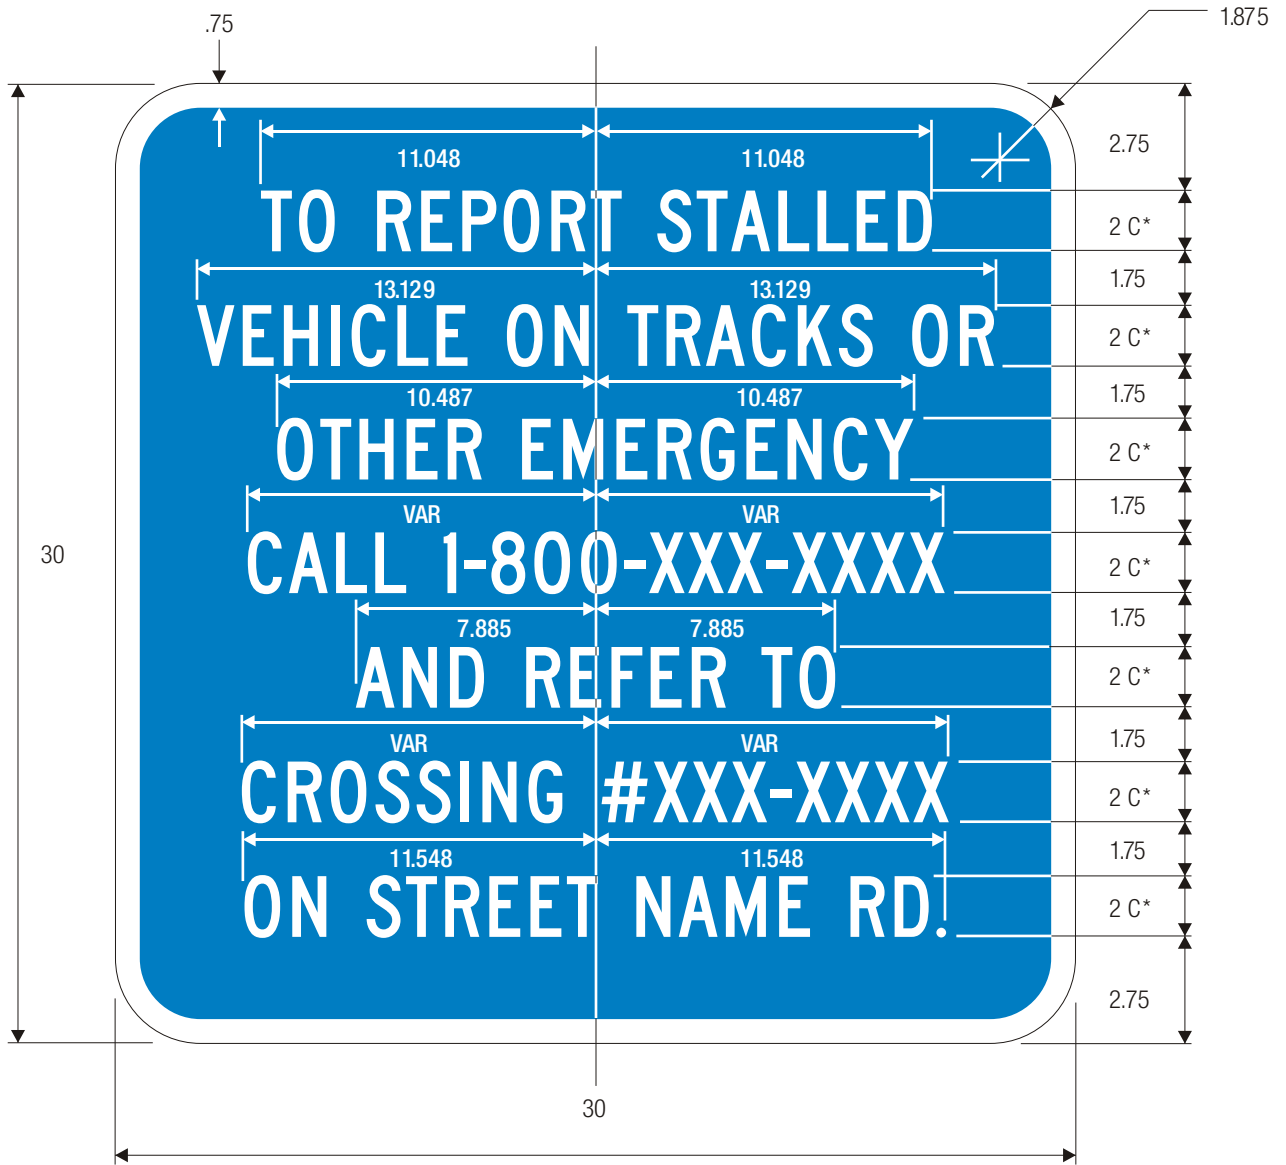 .75
1.875
11.048 11.048
2.75
TO REPORT STALLED
2 C*
13.129 13.129
1.75
VEHICLE ON TRACKS OR
2 C*
10.487 10.487
1.75
OTHER EMERGENCY
2 C*
VAR VAR
1.75
CALL 1-800-XXX-XXXX
2 C*
30
7.885 7.885
1.75
AND REFER TO
2 C*
VAR VAR
1.75
CROSSING #XXX-XXXX
2 C*
11.548 11.548
1.75
ON STREET NAME RD.
2 C*
2.75
30